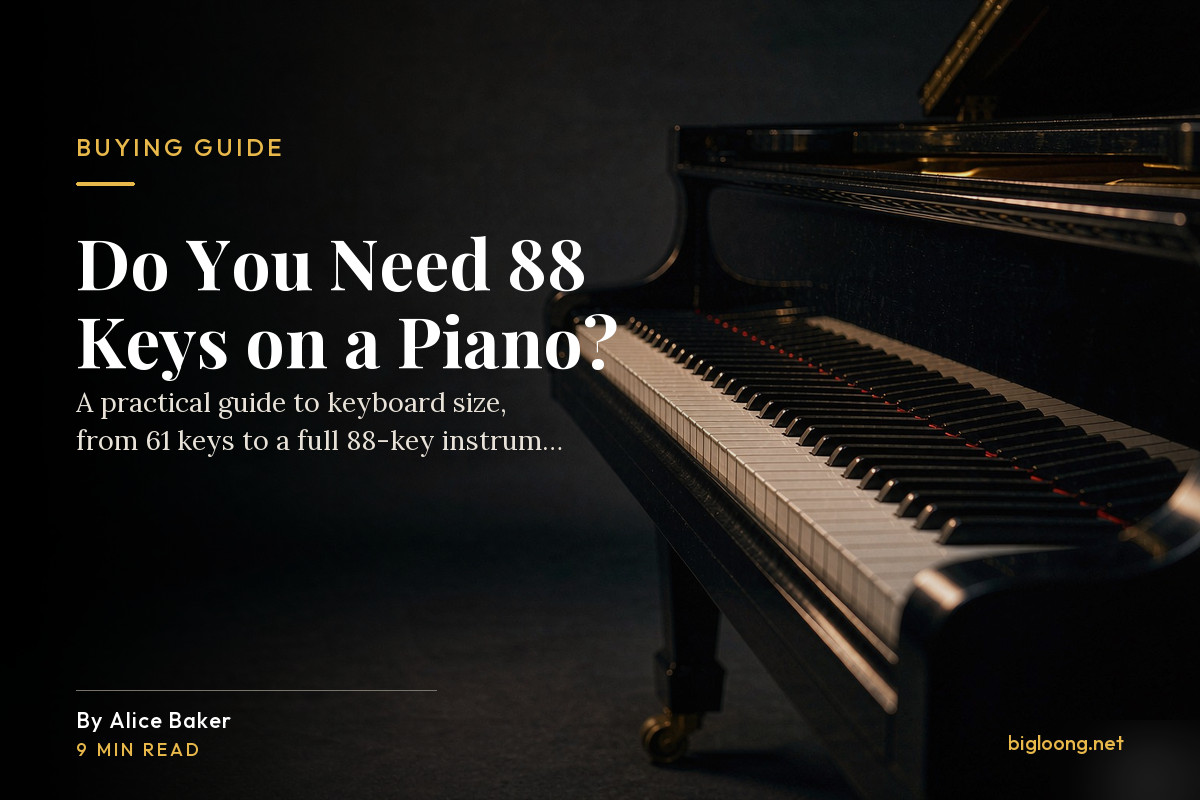 BUYING GUIDE
Do You Need 88
Keys on a Piano?
A practical guide to keyboard size,
from 61 keys to a full 88-key instrum...
By Alice Baker
9 MIN READ
bigloong.net